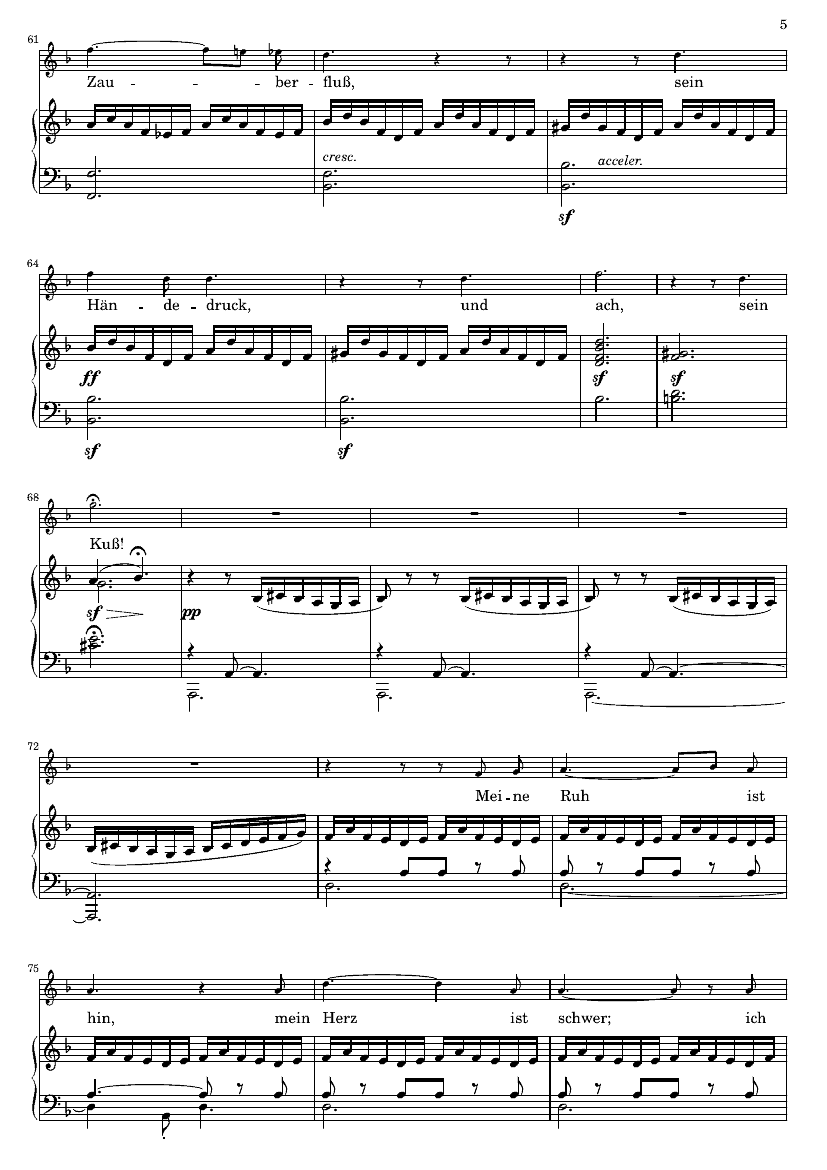 5
61
Zau - - - ber - fluß, sein
cresc.
acceler.
sf
64
Hän - de - druck, und ach, sein
ff sf sf
sf sf
68
Kuß!
sf pp
72
Mei - ne Ruh ist
75
hin, mein Herz ist schwer; ich